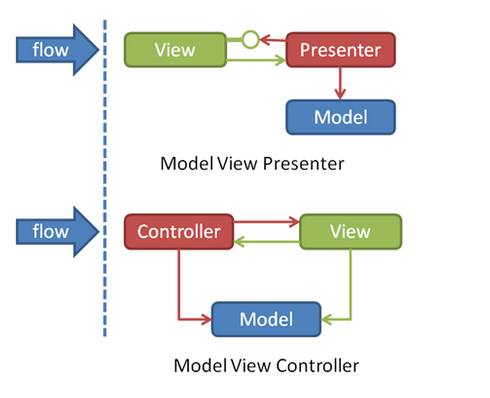 flow
View
Presenter
Model
Model View Presenter
flow
Controller
View
Model
Model View Controller